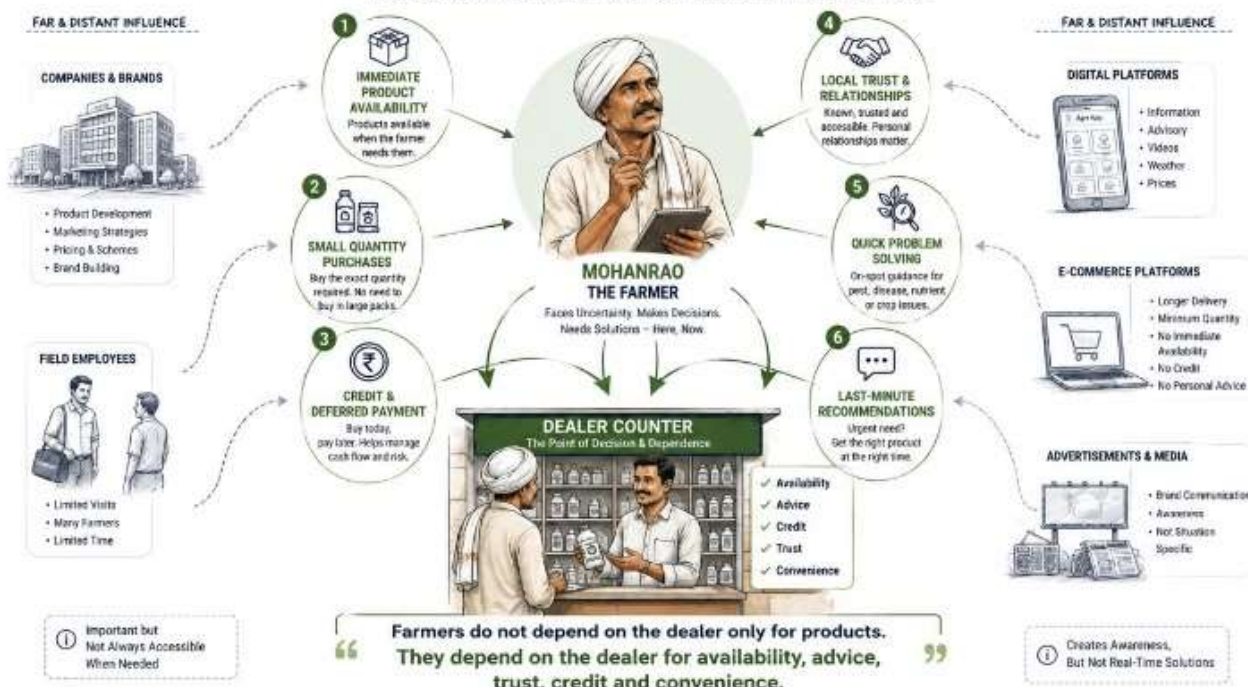 FAR & DISTANT INFLUENCE
COMPANIES & BRANDS
• Product Development
• Marketing Strategies
• Pricing & Schemes
• Brand Building
FIELD EMPLOYEES
• Limited Visits
• Many Farmers
• Limited Time
Important but
Not Always Accessible
When Needed
1
IMMEDIATE
PRODUCT
AVAILABILITY
Products available
when the farmer
needs them.
2
SMALL QUANTITY
PURCHASES
Buy the exact quantity
required. No need to
buy in large packs.
3
₹
CREDIT &
DEFERRED PAYMENT
Buy today,
pay later. Helps manage
cash flow and risk.
MOHANRAO
THE FARMER
Faces Uncertainty. Makes Decisions.
Needs Solutions – Here, Now.
4
LOCAL TRUST &
RELATIONSHIPS
Known, trusted and
accessible. Personal
relationships matter.
5
QUICK PROBLEM
SOLVING
On-spot guidance for
pest, disease, nutrient
or crop issues.
6
LAST-MINUTE
RECOMMENDATIONS
Urgent need?
Get the right product
at the right time.
DEALER COUNTER
The Point of Decision & Dependence
✓ Availability
✓ Advice
✓ Credit
✓ Trust
✓ Convenience
“ Farmers do not depend on the dealer only for products.
They depend on the dealer for availability, advice,
trust, credit and convenience. ”
FAR & DISTANT INFLUENCE
DIGITAL PLATFORMS
• Information
• Advisory
• Videos
• Weather
• Prices
E-COMMERCE PLATFORMS
• Longer Delivery
• Minimum Quantity
• No Immediate
Availability
• No Credit
• No Personal Advice
ADVERTISEMENTS & MEDIA
• Brand Communication
• Awareness
• Not Situation
Specific
Creates Awareness,
But Not Real-Time Solutions